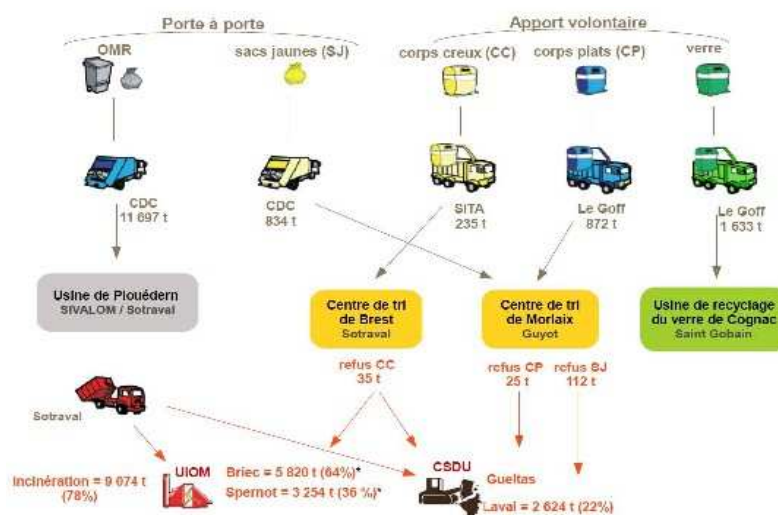 Porte à porte
Apport volontaire
OMR
sacs jaunes (SJ)
corps creux (CC)
corps plats (CP)
verre
CDC
11 697 t
CDC
834 t
SITA
235 t
Le Goff
872 t
Le Goff
1 633 t
Usine de Plouédern
SIVALOM / Sotraval
Centre de tri
de Brest
Sotraval
Centre de tri
de Morlaix
Guyot
Usine de recyclage
du verre de Cognac
Saint Gobain
refus CC
35 t
refus CP
25 t
refus SJ
112 t
Sotraval
Incinération = 9 074 t
(78%)
UIOM
Briec = 5 820 t (64%)*
Spernot = 3 254 t (36 %)*
CSDU
Gueltas
Laval = 2 624 t (22%)